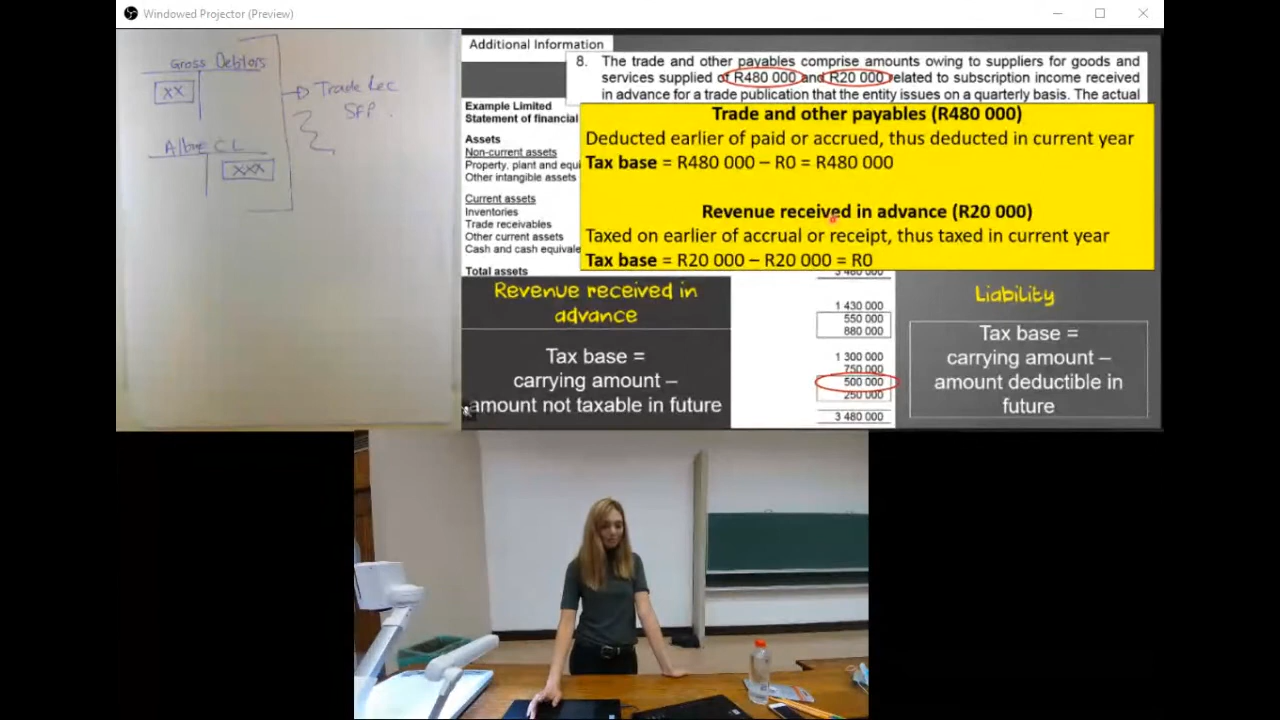 Windowed Projector (Preview)
Gross Debtors
XX
Trade Rec
SFP.
CL
XXX
Additional Information
8. The trade and other payables comprise amounts owing to suppliers for goods and
services supplied of R480 000 and R20 000 related to subscription income received
in advance for a trade publication that the entity issues on a quarterly basis. The actual
Example Limited
Statement of financial
Assets
Non-current assets
Property, plant and equi
Other intangible assets
Current assets
Inventories
Trade receivables
Other current assets
Cash and cash equivale
Total assets
Trade and other payables (R480 000)
Deducted earlier of paid or accrued, thus deducted in current year
Tax base = R480 000 – R0 = R480 000
Revenue received in advance (R20 000)
Taxed on earlier of accrual or receipt, thus taxed in current year
Tax base = R20 000 – R20 000 = R0
3 480 000
1 430 000
550 000
880 000
1 300 000
750 000
500 000
250 000
3 480 000
Revenue received in
advance
Tax base =
carrying amount –
amount not taxable in future
Liability
Tax base =
carrying amount –
amount deductible in
future